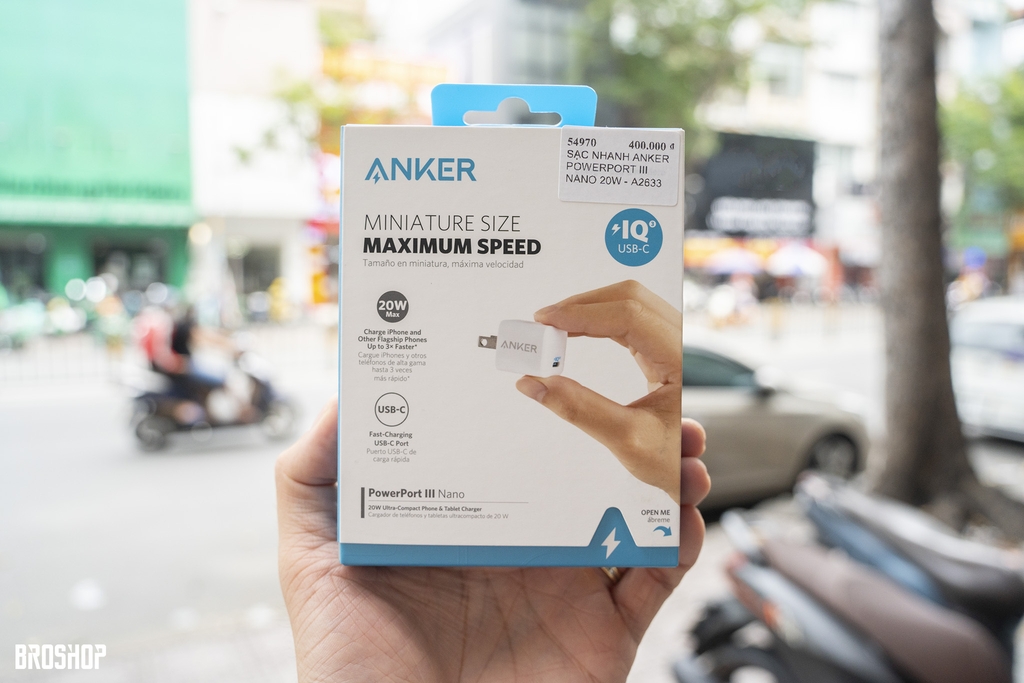 ANKER
54970 400.000 đ
SẠC NHANH ANKER
POWERPORT III
NANO 20W - A2633
MINIATURE SIZE
MAXIMUM SPEED
Tamaño en miniatura, máxima velocidad
IQ3
USB-C
20W
Max
Charge iPhone and
Other Flagship Phones
Up to 3× Faster*
Cargue iPhones y otros
teléfonos de alta gama
hasta 3 veces
más rápido*
ANKER
USB-C
Fast-Charging
USB-C Port
Puerto USB-C de
carga rápida
PowerPort III Nano
20W Ultra-Compact Phone & Tablet Charger
Cargador de teléfonos y tabletas ultracompacto de 20 W
OPEN ME
ábreme
BROSHOP